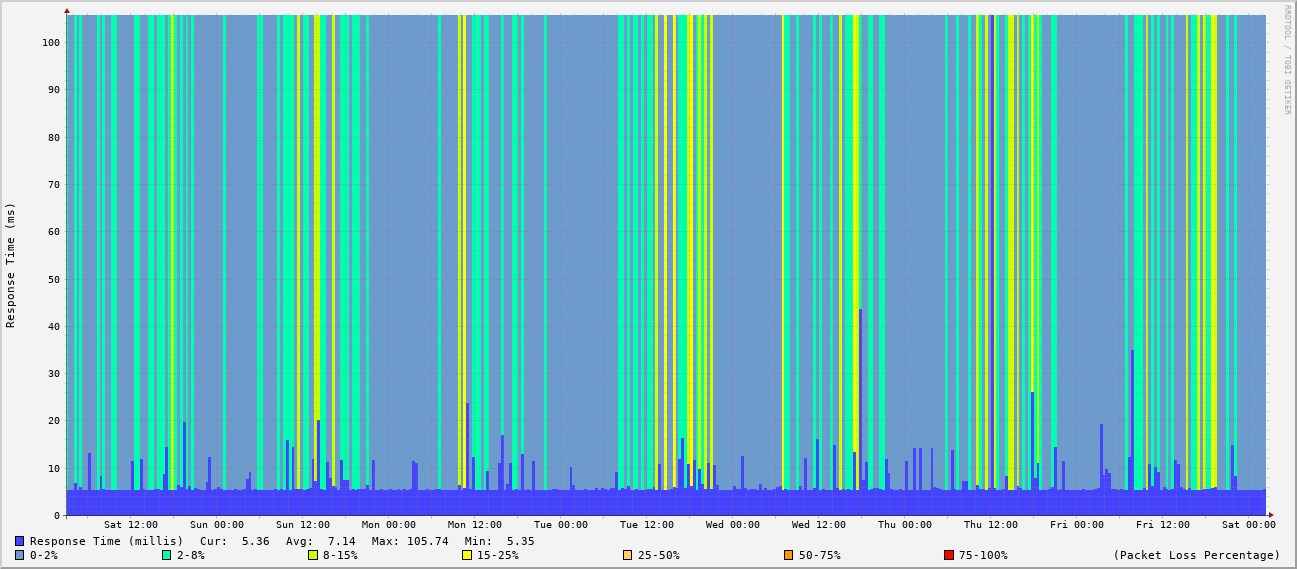 RRDTOOL / TOBI OETIKER
Response Time (ms)
100
90
80
70
60
50
40
30
20
10
0
Sat 12:00 Sun 00:00 Sun 12:00 Mon 00:00 Mon 12:00 Tue 00:00 Tue 12:00 Wed 00:00 Wed 12:00 Thu 00:00 Thu 12:00 Fri 00:00 Fri 12:00 Sat 00:00
Response Time (millis) Cur: 5.36 Avg: 7.14 Max: 105.74 Min: 5.35
0-2% 2-8% 8-15% 15-25% 25-50% 50-75% 75-100% (Packet Loss Percentage)